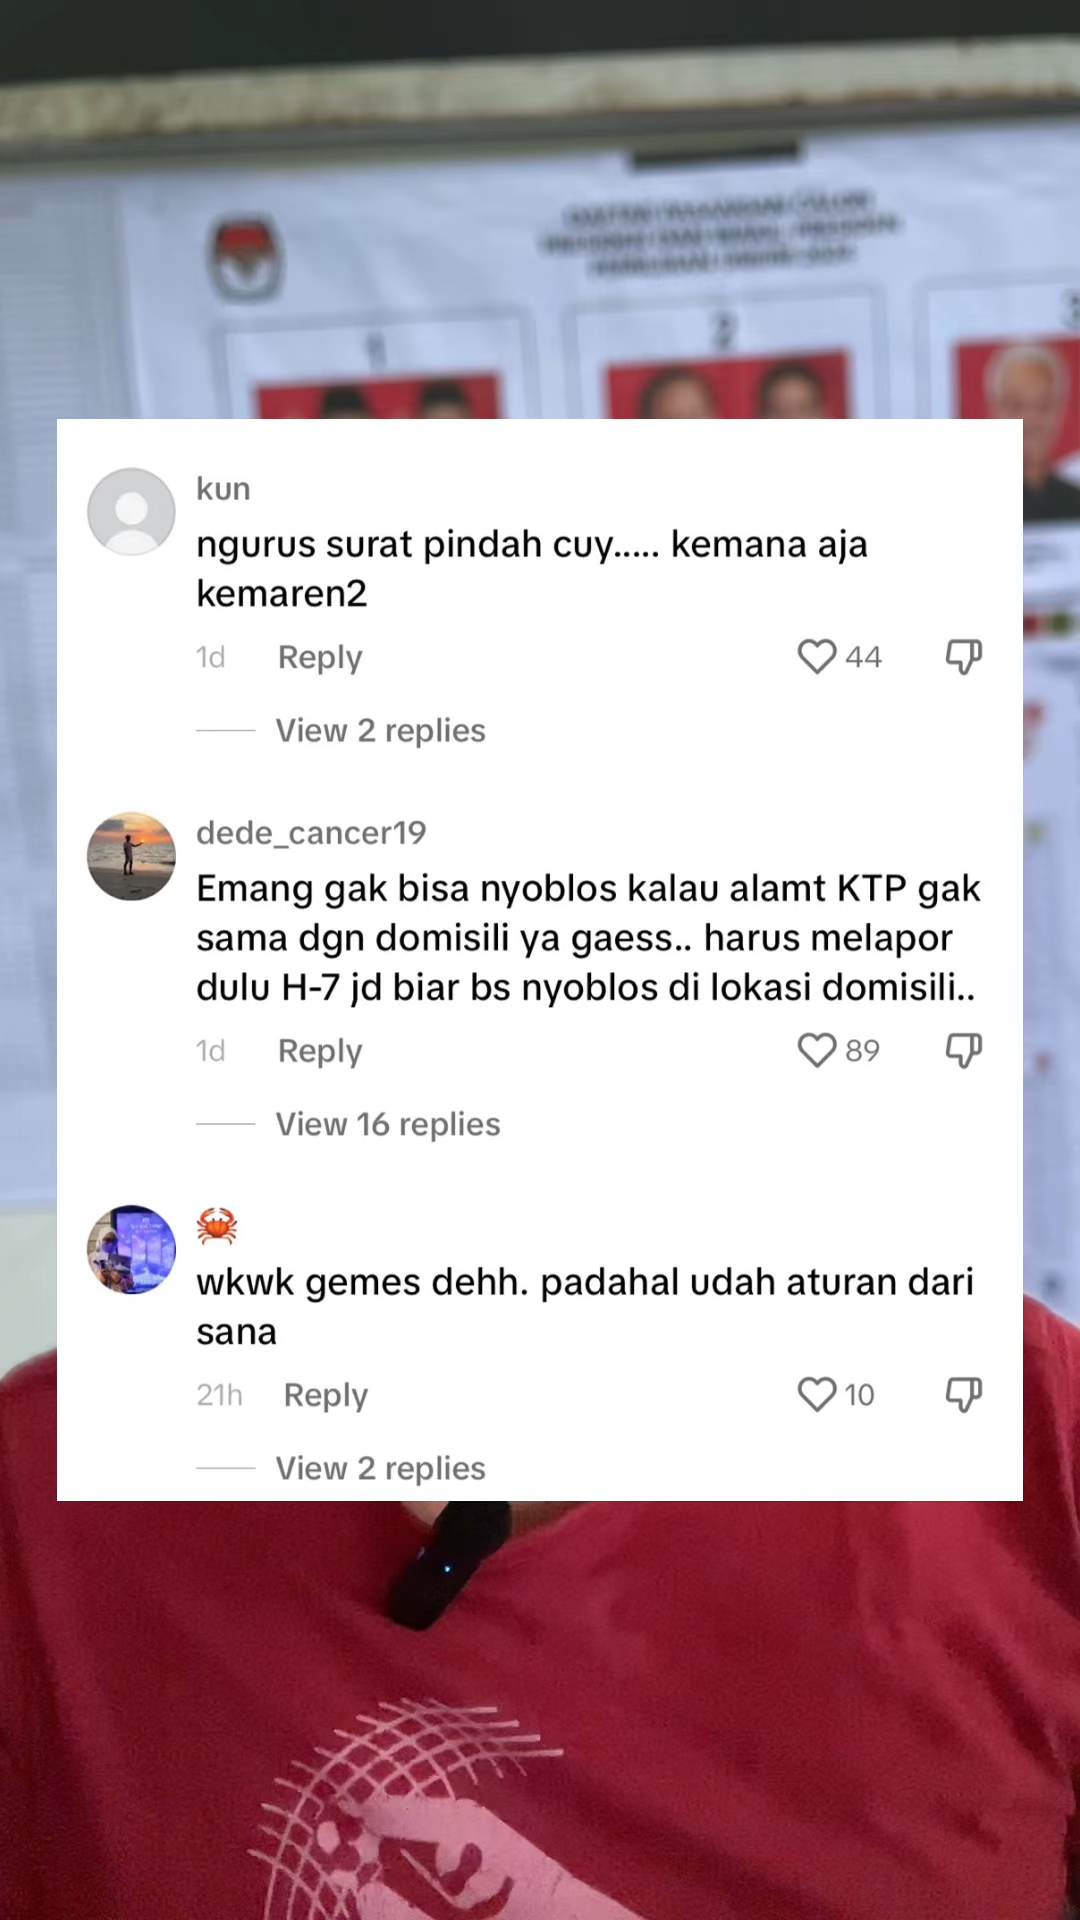 1
2
3
kun
ngurus surat pindah cuy..... kemana aja
kemaren2
1d Reply 44
View 2 replies
dede_cancer19
Emang gak bisa nyoblos kalau alamt KTP gak
sama dgn domisili ya gaess.. harus melapor
dulu H-7 jd biar bs nyoblos di lokasi domisili..
1d Reply 89
View 16 replies
🦀
wkwk gemes dehh. padahal udah aturan dari
sana
21h Reply 10
View 2 replies